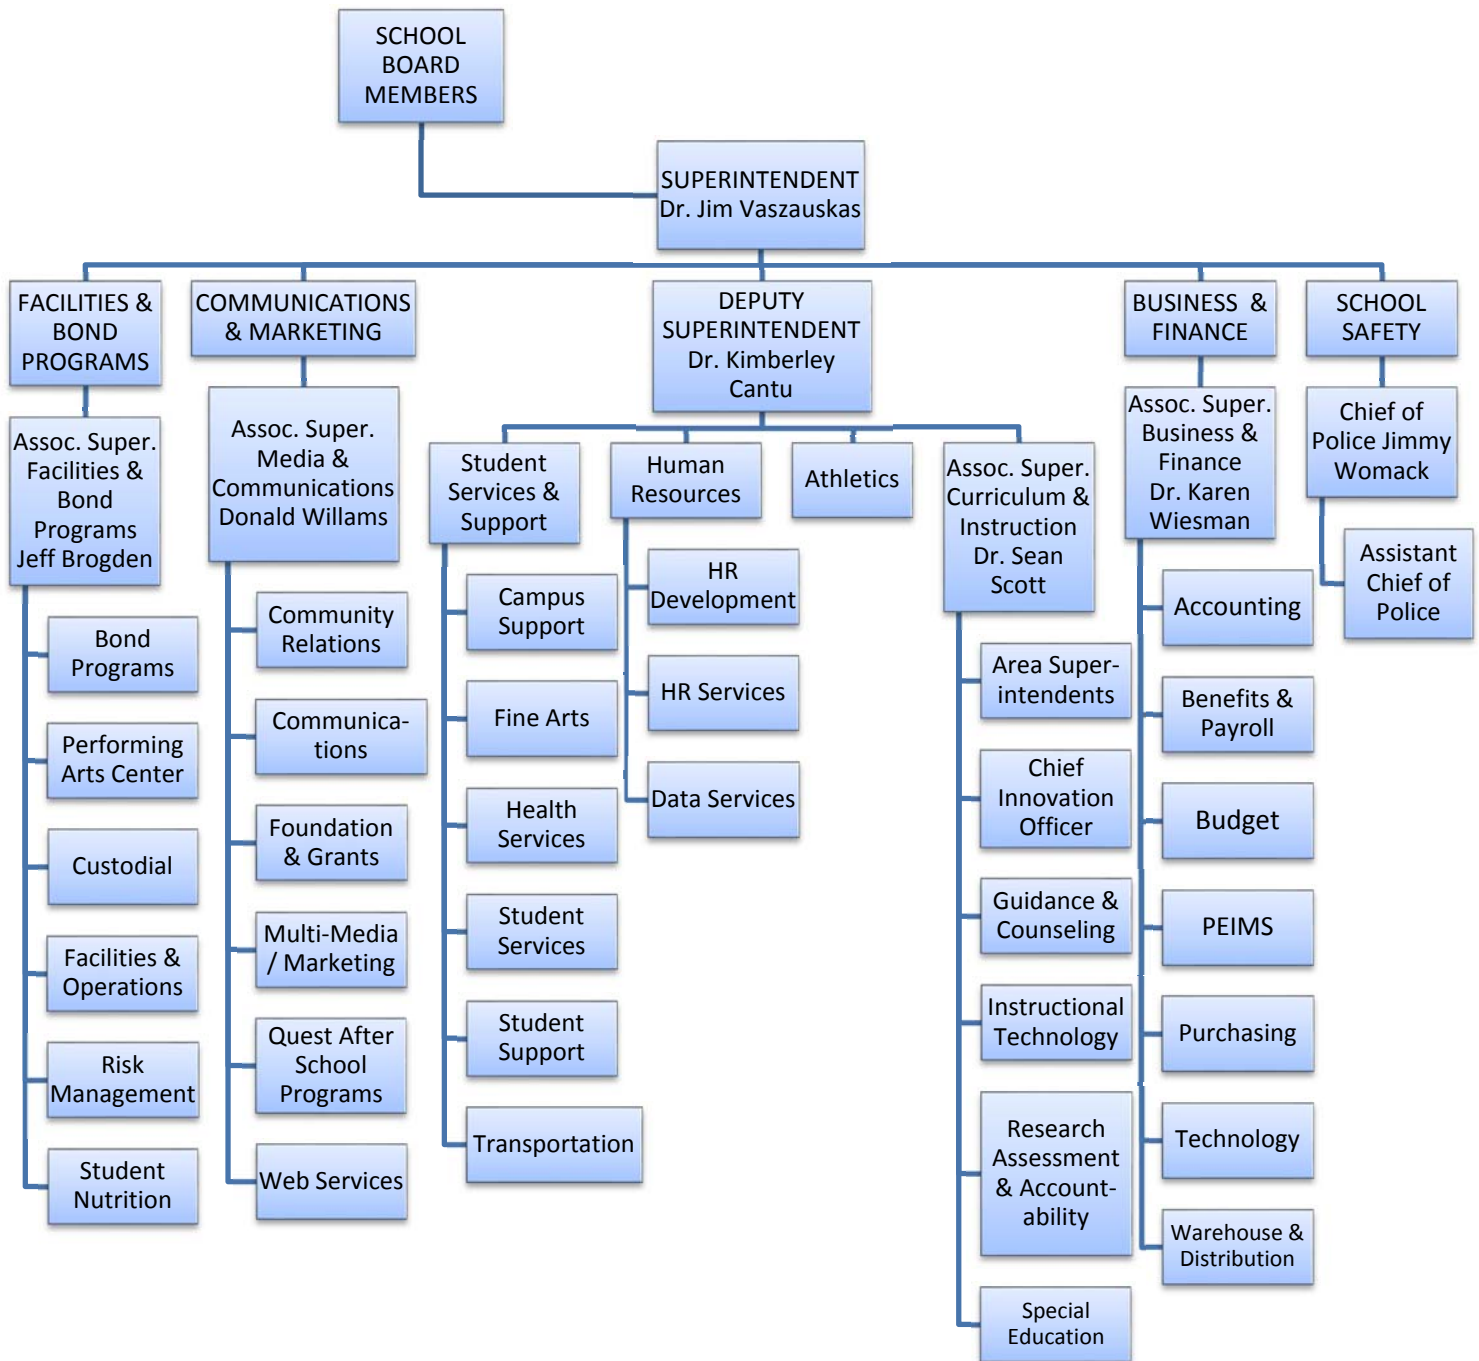 SCHOOL
BOARD
MEMBERS
SUPERINTENDENT
Dr. Jim Vaszauskas
FACILITIES &
BOND
PROGRAMS
COMMUNICATIONS
& MARKETING
DEPUTY
SUPERINTENDENT
Dr. Kimberley
Cantu
BUSINESS &
FINANCE
SCHOOL
SAFETY
Assoc. Super.
Facilities &
Bond
Programs
Jeff Brogden
Bond
Programs
Performing
Arts Center
Custodial
Facilities &
Operations
Risk
Management
Student
Nutrition
Assoc. Super.
Media &
Communications
Donald Willams
Community
Relations
Communica-
tions
Foundation
& Grants
Multi-Media
/ Marketing
Quest After
School
Programs
Web Services
Student
Services &
Support
Campus
Support
Fine Arts
Health
Services
Student
Services
Student
Support
Transportation
Human
Resources
HR
Development
HR Services
Data Services
Athletics
Assoc. Super.
Curriculum &
Instruction
Dr. Sean
Scott
Area Super-
intendents
Chief
Innovation
Officer
Guidance &
Counseling
Instructional
Technology
Research
Assessment
& Account-
ability
Special
Education
Assoc. Super.
Business &
Finance
Dr. Karen
Wiesman
Accounting
Benefits &
Payroll
Budget
PEIMS
Purchasing
Technology
Warehouse &
Distribution
Chief of
Police Jimmy
Womack
Assistant
Chief of
Police